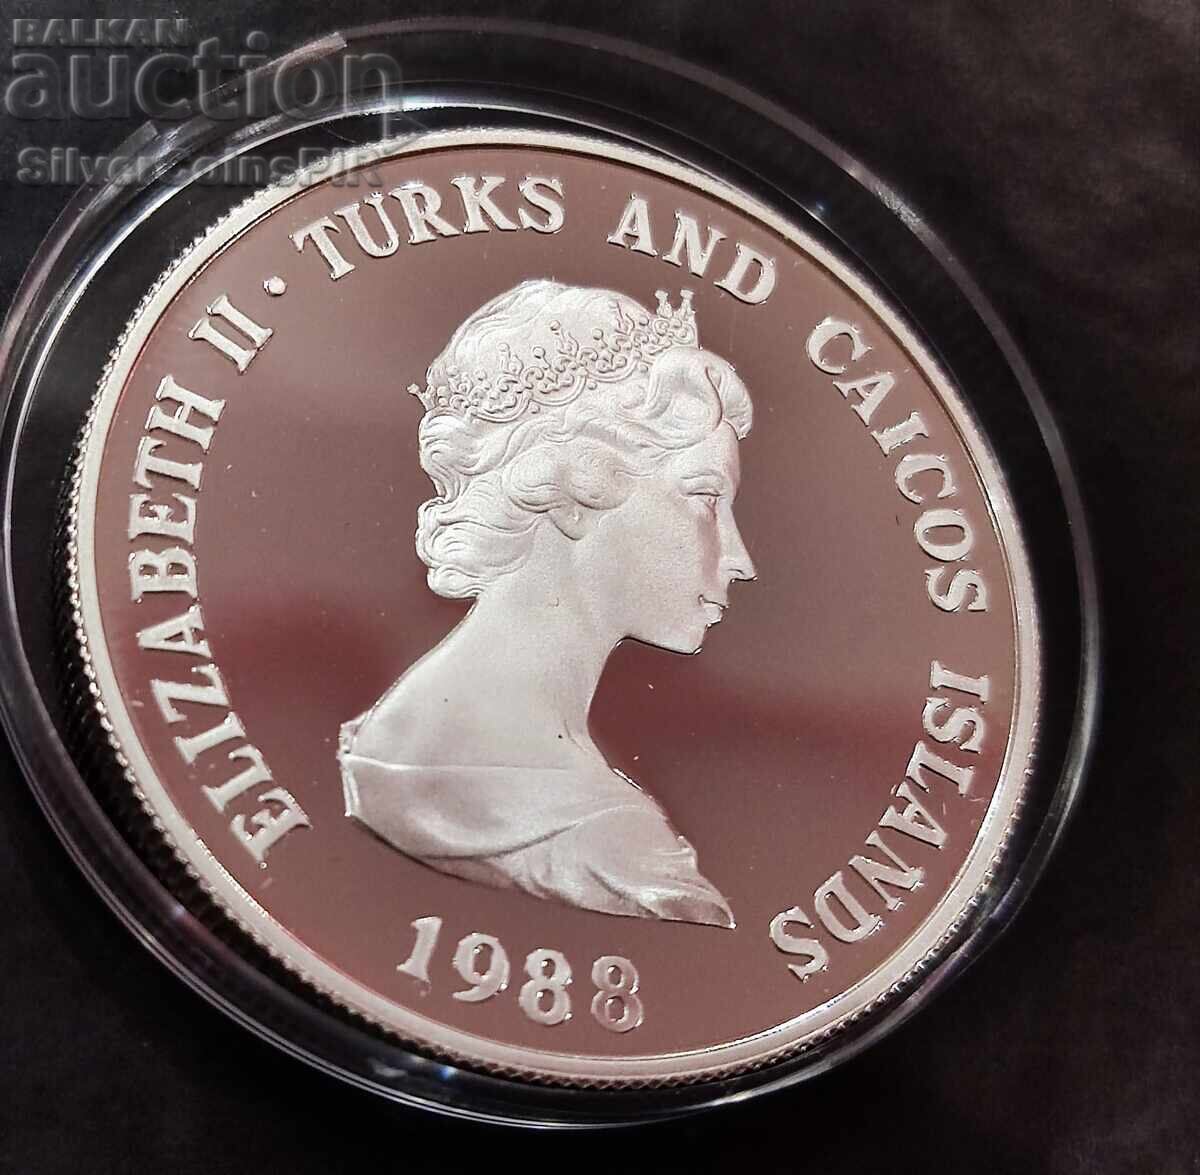 BALKAN
auction
SilverCoinsPIR
ELIZABETH II · TURKS AND CAICOS ISLANDS
1988